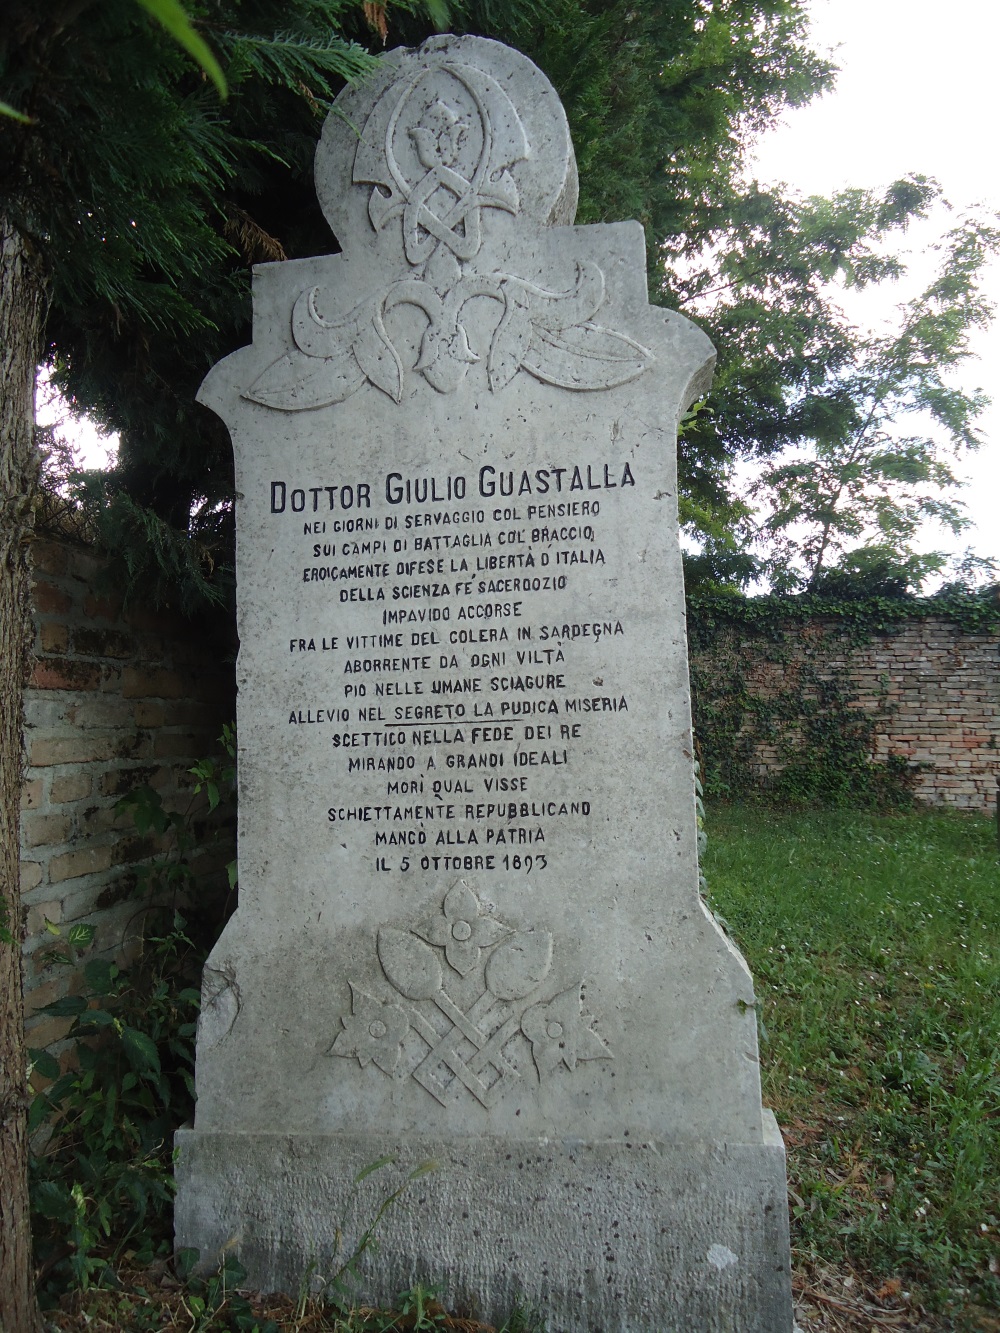 DOTTOR GIULIO GUASTALLA
NEI GIORNI DI SERVAGGIO COL PENSIERO
SUI CAMPI DI BATTAGLIA COL' BRACCIO,
EROICAMENTE DIFESE LA LIBERTÀ D'ITALIA
DELLA SCIENZA FÈ SACERDOZIO
IMPAVIDO ACCORSE
FRA LE VITTIME DEL COLERA IN SARDEGNA
ABORRENTE DA OGNI VILTÀ
PIO NELLE UMANE SCIAGURE
ALLEVIO NEL SEGRETO LA PUDICA MISERIA
SCETTICO NELLA FEDE DEI RE
MIRANDO A GRANDI IDEALI
MORÌ QUAL VISSE
SCHIETTAMENTE REPUBBLICANO
MANCÒ ALLA PATRIA
IL 5 OTTOBRE 1893